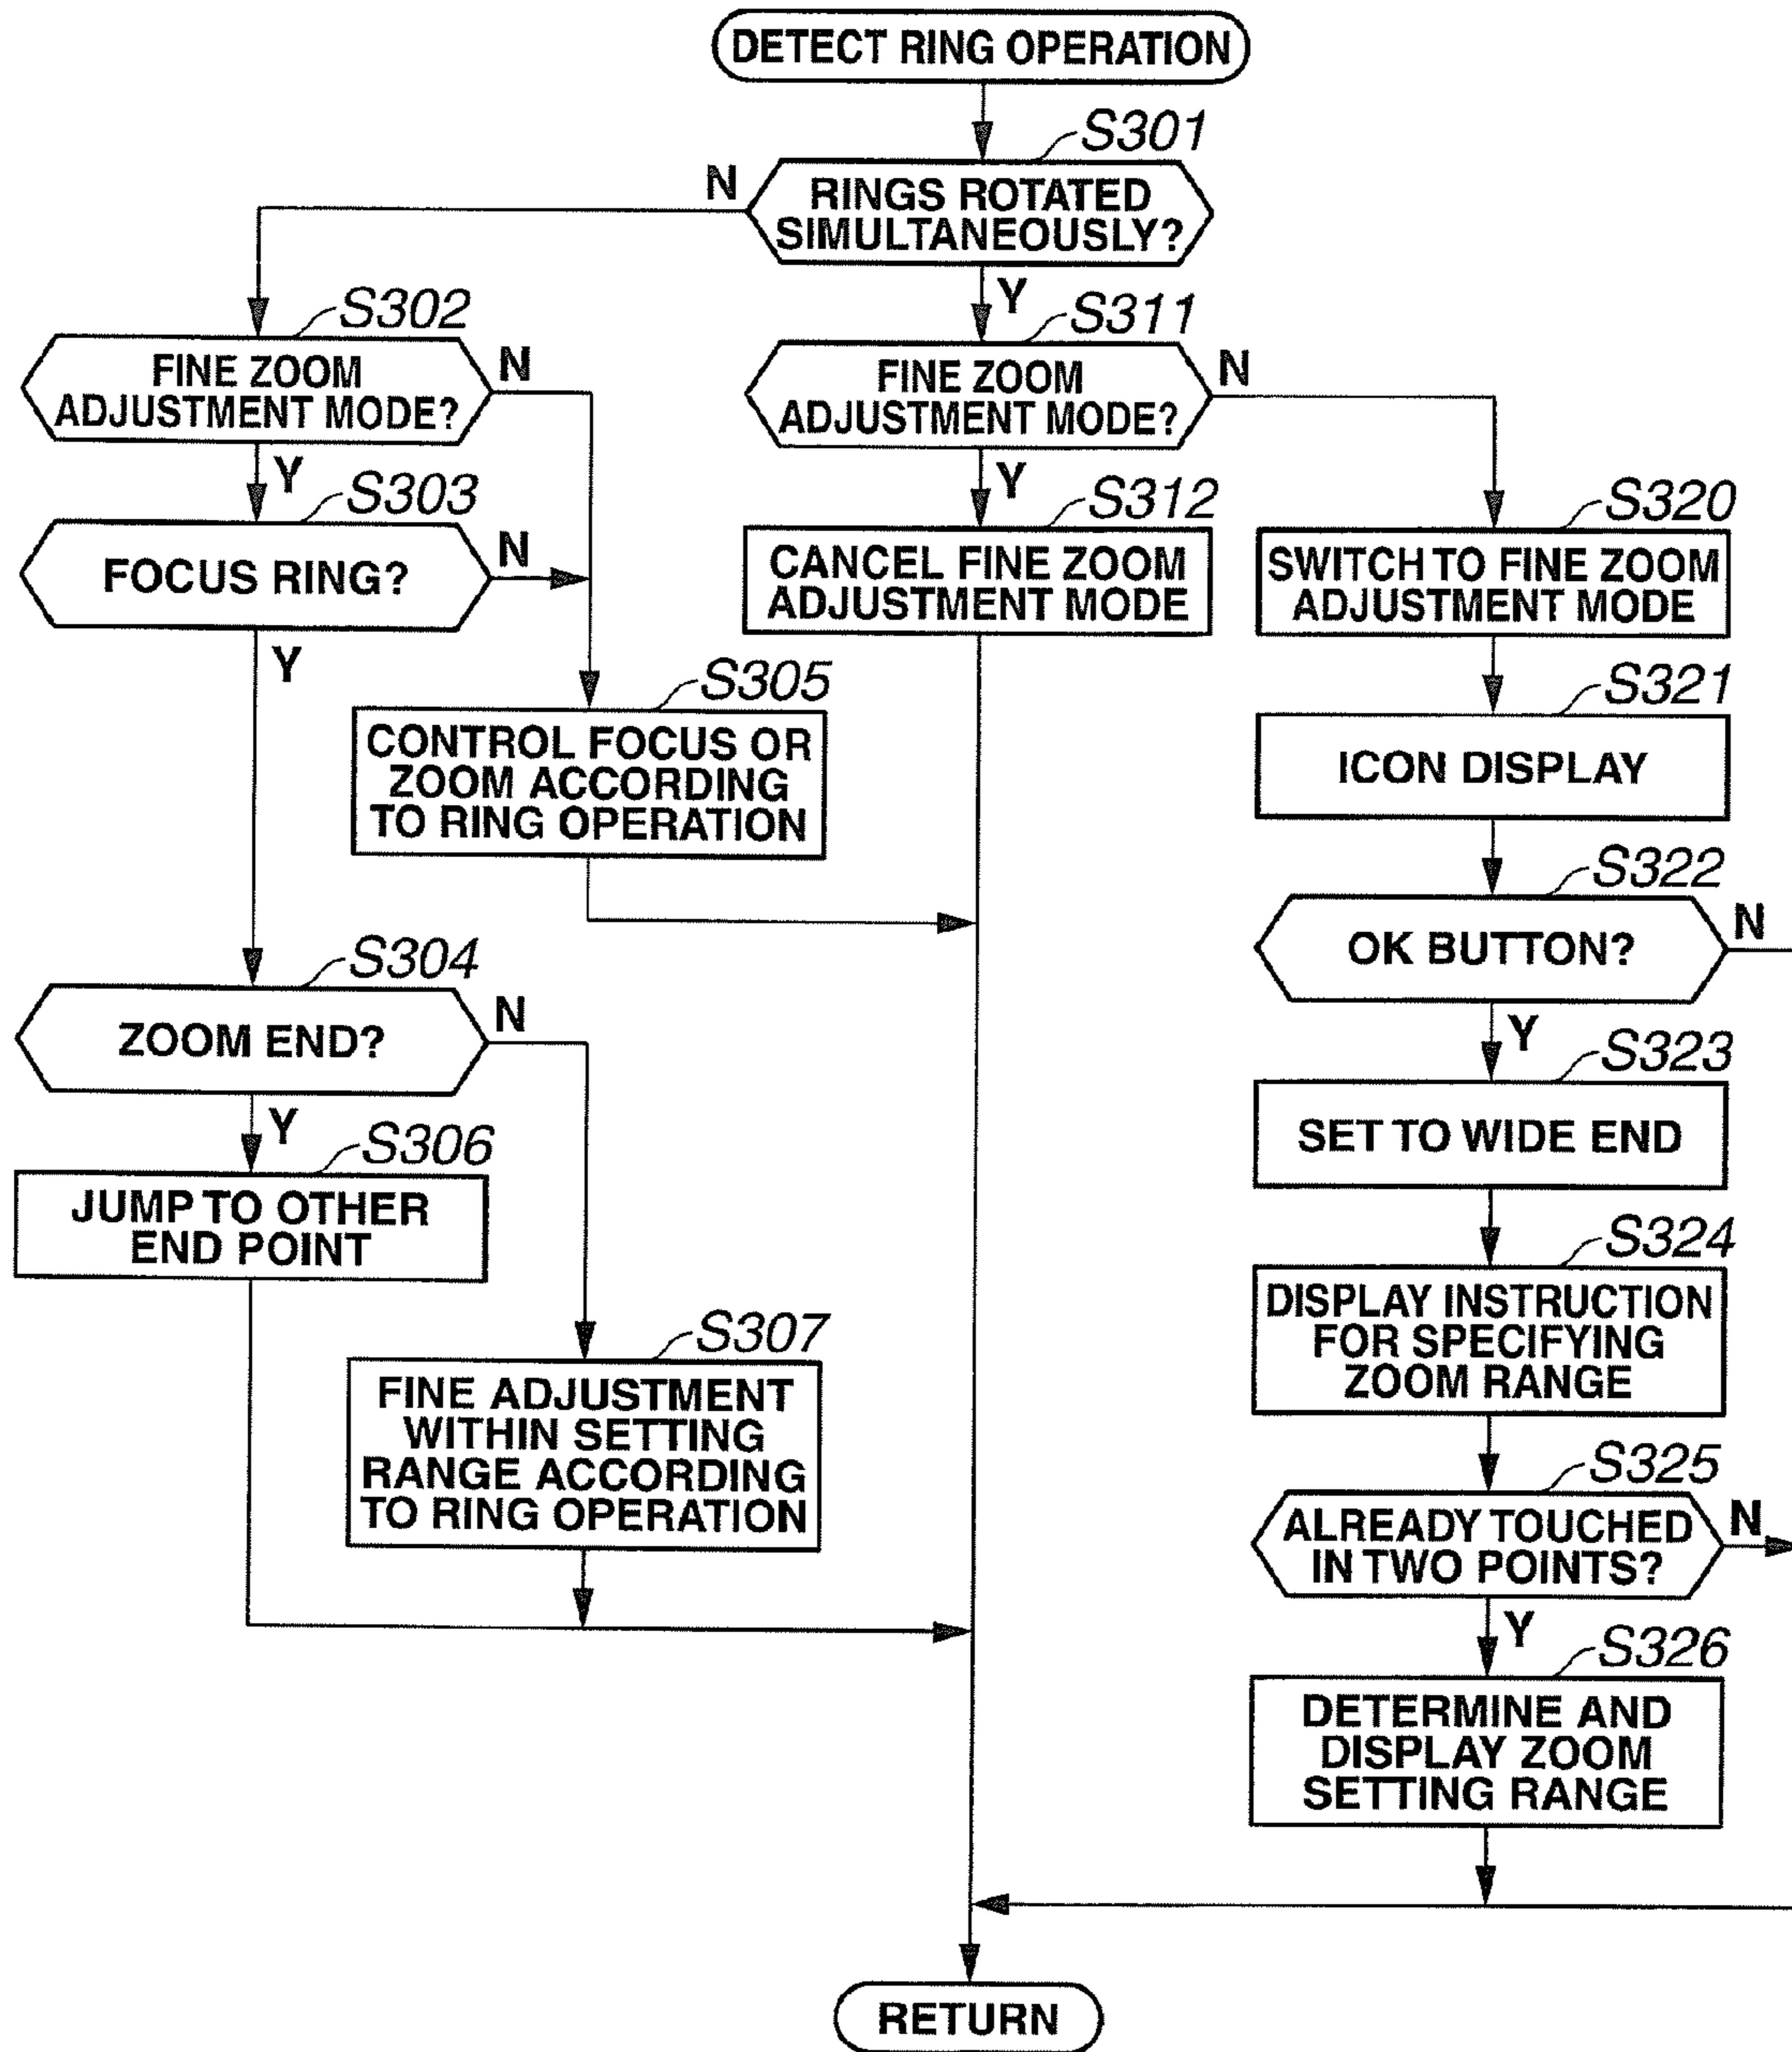 DETECT RING OPERATION
S301
N
RINGS ROTATED
SIMULTANEOUSLY?
Y
S302
FINE ZOOM
ADJUSTMENT MODE?
N
Y
S303
FOCUS RING?
N
Y
S305
CONTROL FOCUS OR
ZOOM ACCORDING
TO RING OPERATION
S304
ZOOM END?
N
Y
S306
JUMP TO OTHER
END POINT
S307
FINE ADJUSTMENT
WITHIN SETTING
RANGE ACCORDING
TO RING OPERATION
S311
FINE ZOOM
ADJUSTMENT MODE?
N
Y
S312
CANCEL FINE ZOOM
ADJUSTMENT MODE
S320
SWITCH TO FINE ZOOM
ADJUSTMENT MODE
S321
ICON DISPLAY
S322
OK BUTTON?
N
Y
S323
SET TO WIDE END
S324
DISPLAY INSTRUCTION
FOR SPECIFYING
ZOOM RANGE
S325
ALREADY TOUCHED
IN TWO POINTS?
N
Y
S326
DETERMINE AND
DISPLAY ZOOM
SETTING RANGE
RETURN